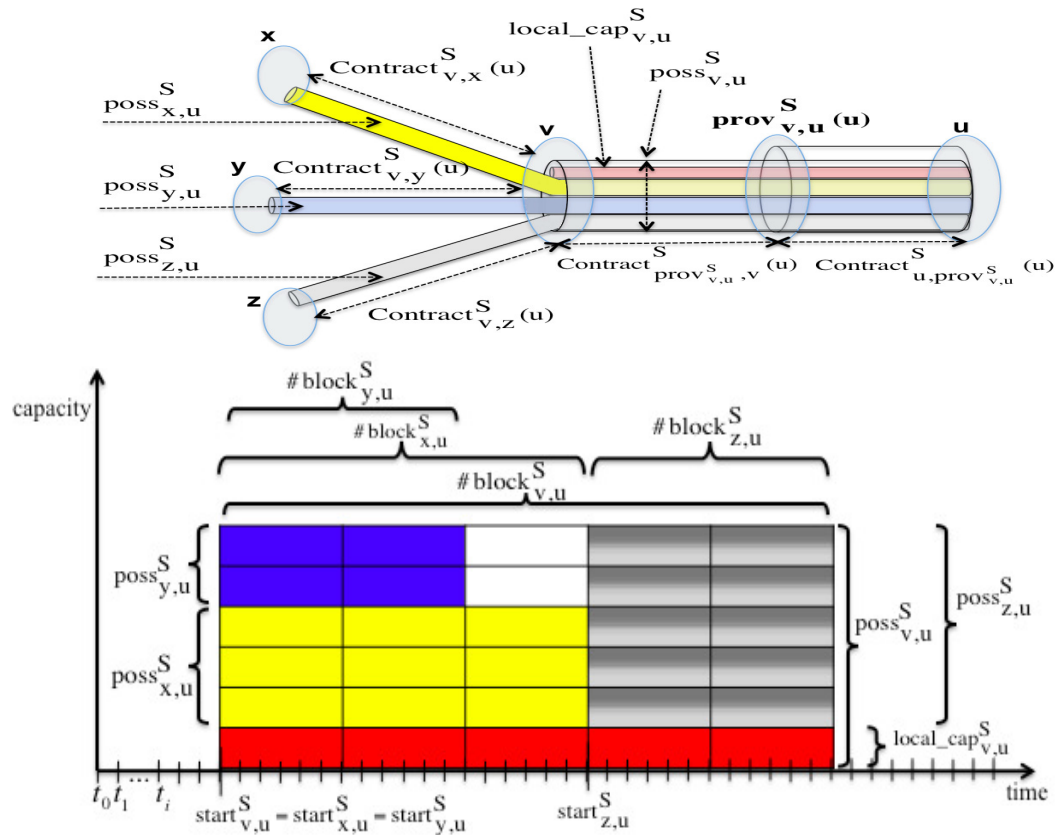 x
Contract^S_{v,x}(u)
local_cap^S_{v,u}
poss^S_{v,u}
poss^S_{x,u}
v
prov^S_{v,u}(u)
u
y
Contract^S_{v,y}(u)
poss^S_{y,u}
poss^S_{z,u}
z
Contract^S_{v,z}(u)
Contract^S_{prov^S_{v,u},v}(u)
Contract^S_{u,prov^S_{v,u}}(u)
capacity
#block^S_{y,u}
#block^S_{x,u}
#block^S_{z,u}
#block^S_{v,u}
poss^S_{y,u}
poss^S_{x,u}
poss^S_{v,u}
poss^S_{z,u}
local_cap^S_{v,u}
t_0 t_1 ... t_i
time
start^S_{v,u} = start^S_{x,u} = start^S_{y,u}
start^S_{z,u}